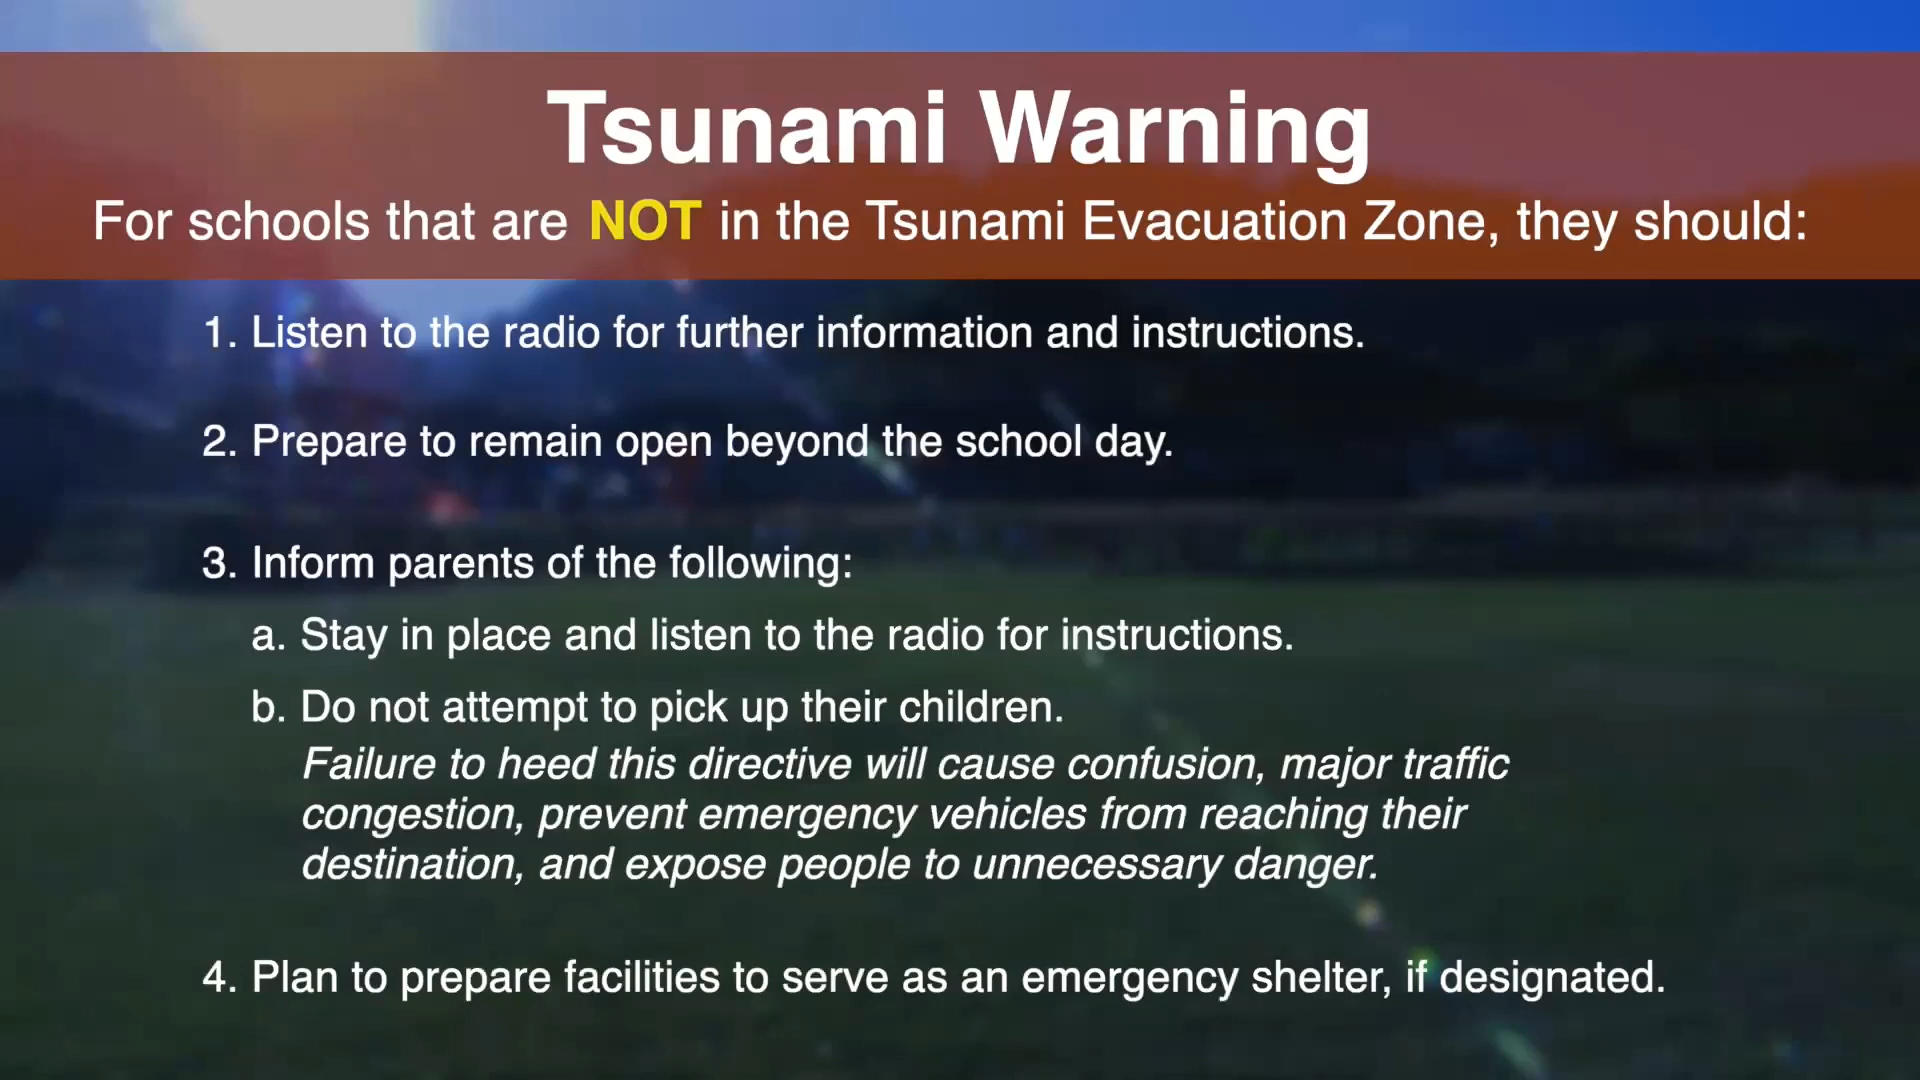 Tsunami Warning
For schools that are NOT in the Tsunami Evacuation Zone, they should:
1. Listen to the radio for further information and instructions.
2. Prepare to remain open beyond the school day.
3. Inform parents of the following:
a. Stay in place and listen to the radio for instructions.
b. Do not attempt to pick up their children.
Failure to heed this directive will cause confusion, major traffic
congestion, prevent emergency vehicles from reaching their
destination, and expose people to unnecessary danger.
4. Plan to prepare facilities to serve as an emergency shelter, if designated.